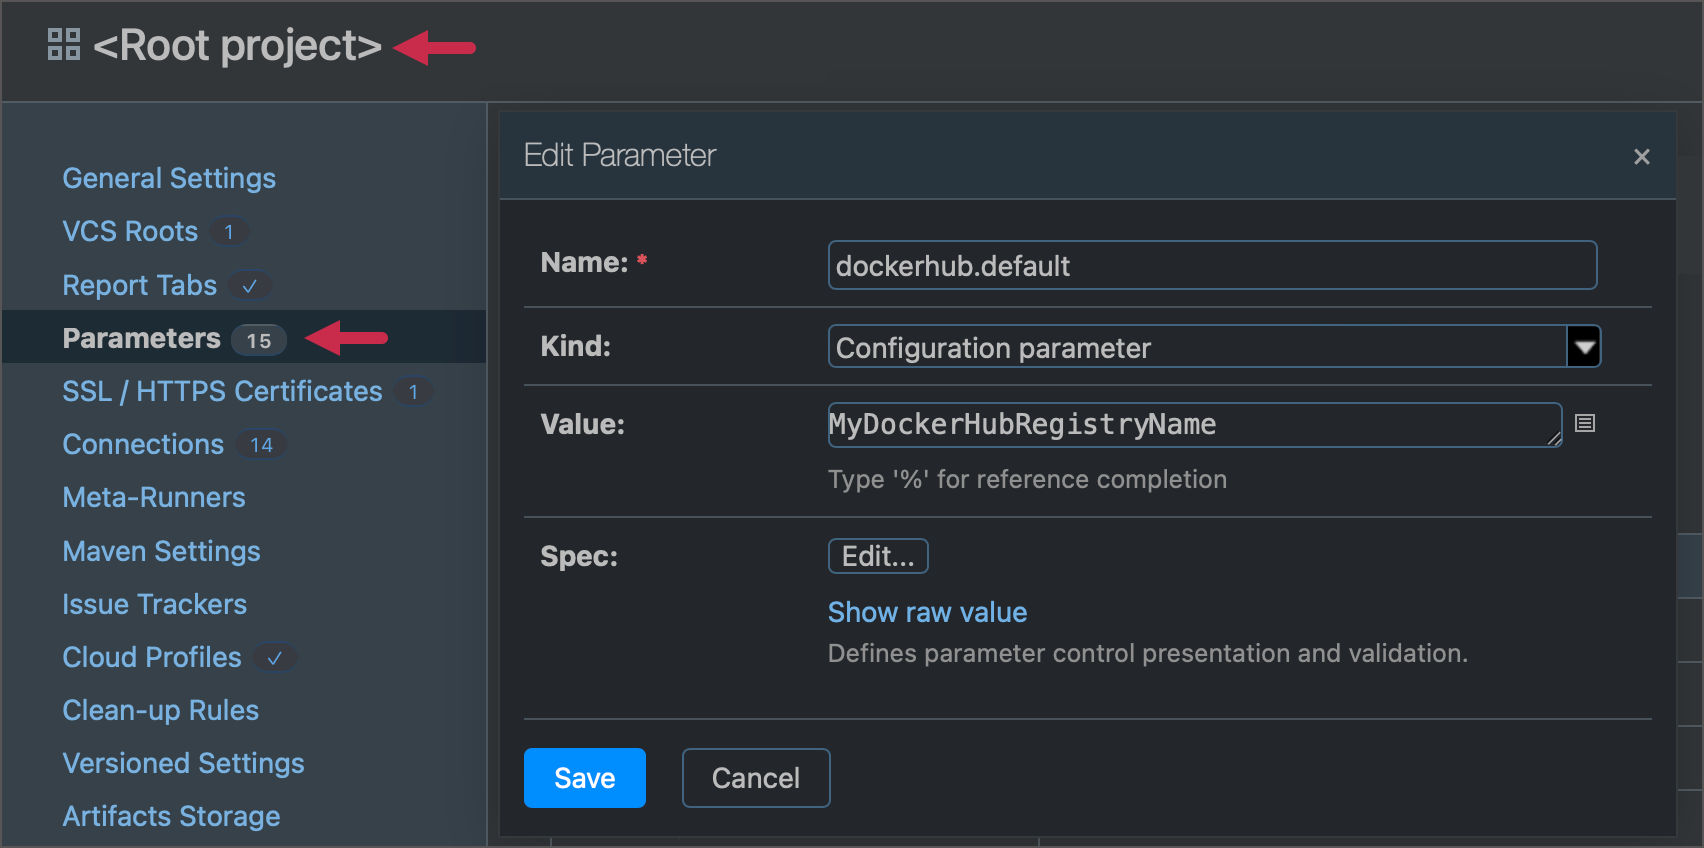 <Root project>
General Settings
VCS Roots 1
Report Tabs
Parameters 15
SSL / HTTPS Certificates 1
Connections 14
Meta-Runners
Maven Settings
Issue Trackers
Cloud Profiles
Clean-up Rules
Versioned Settings
Artifacts Storage
Edit Parameter
Name: * dockerhub.default
Kind: Configuration parameter
Value: MyDockerHubRegistryName
Type '%' for reference completion
Spec: Edit...
Show raw value
Defines parameter control presentation and validation.
Save Cancel